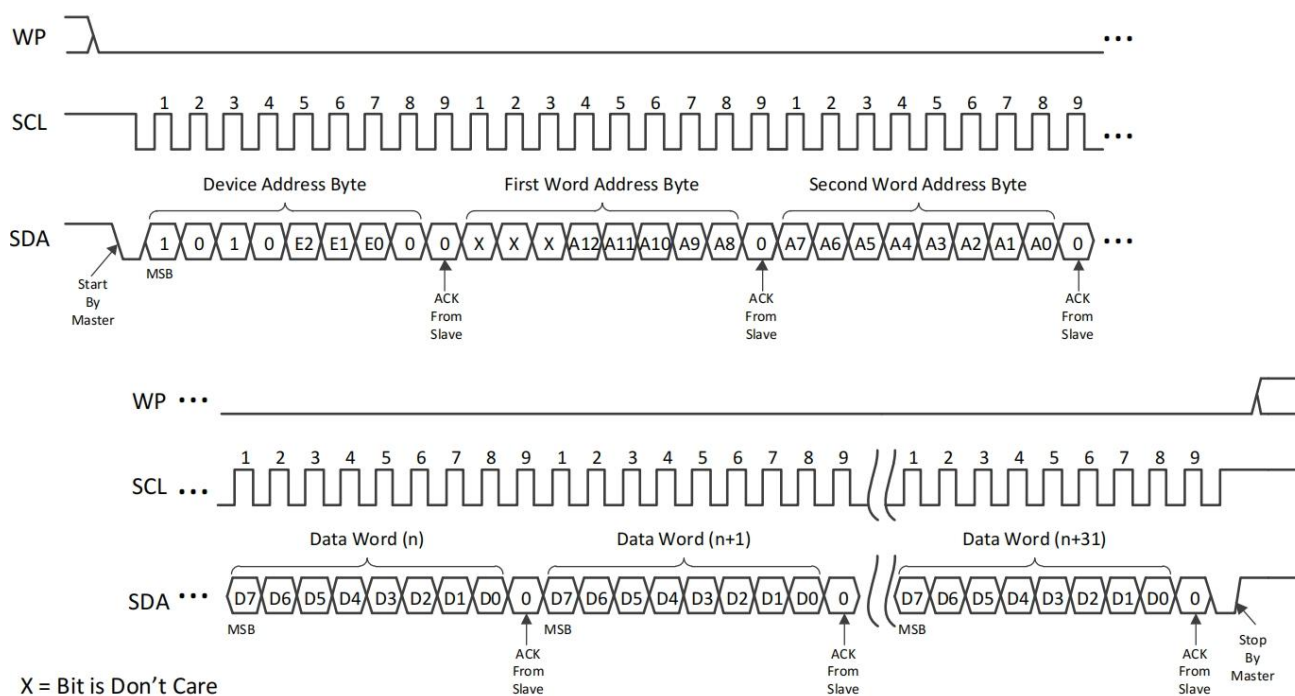 WP ...
1 2 3 4 5 6 7 8 9 1 2 3 4 5 6 7 8 9 1 2 3 4 5 6 7 8 9
SCL ...
Device Address Byte First Word Address Byte Second Word Address Byte
SDA 1 0 1 0 E2 E1 E0 0 0 X X X A12 A11 A10 A9 A8 0 A7 A6 A5 A4 A3 A2 A1 A0 0 ...
MSB
Start
By
Master
ACK
From
Slave
ACK
From
Slave
ACK
From
Slave
WP ...
1 2 3 4 5 6 7 8 9 1 2 3 4 5 6 7 8 9 1 2 3 4 5 6 7 8 9
SCL ...
Data Word (n) Data Word (n+1) Data Word (n+31)
SDA ... D7 D6 D5 D4 D3 D2 D1 D0 0 D7 D6 D5 D4 D3 D2 D1 D0 0 D7 D6 D5 D4 D3 D2 D1 D0 0
MSB MSB MSB
ACK
From
Slave
ACK
From
Slave
ACK
From
Slave
Stop
By
Master
X = Bit is Don't Care